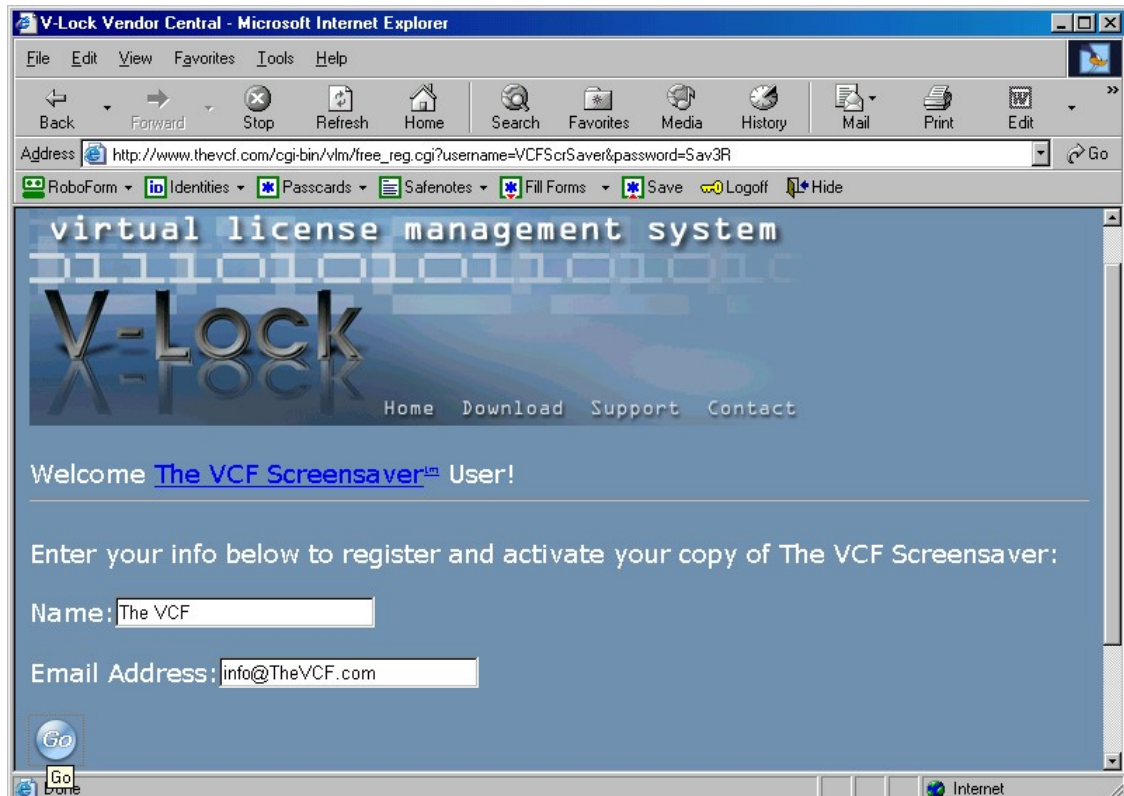 V-Lock Vendor Central - Microsoft Internet Explorer
File Edit View Favorites Tools Help
Back Forward Stop Refresh Home Search Favorites Media History Mail Print Edit »
Address http://www.thevcf.com/cgi-bin/vlm/free_reg.cgi?username=VCFScrSaver&password=Sav3R Go
RoboForm Identities Passcards Safenotes Fill Forms Save Logoff Hide
virtual license management system
V-Lock
Home Download Support Contact
Welcome The VCF Screensaver™ User!
Enter your info below to register and activate your copy of The VCF Screensaver:
Name: The VCF
Email Address: info@TheVCF.com
Go
Go
Done Internet